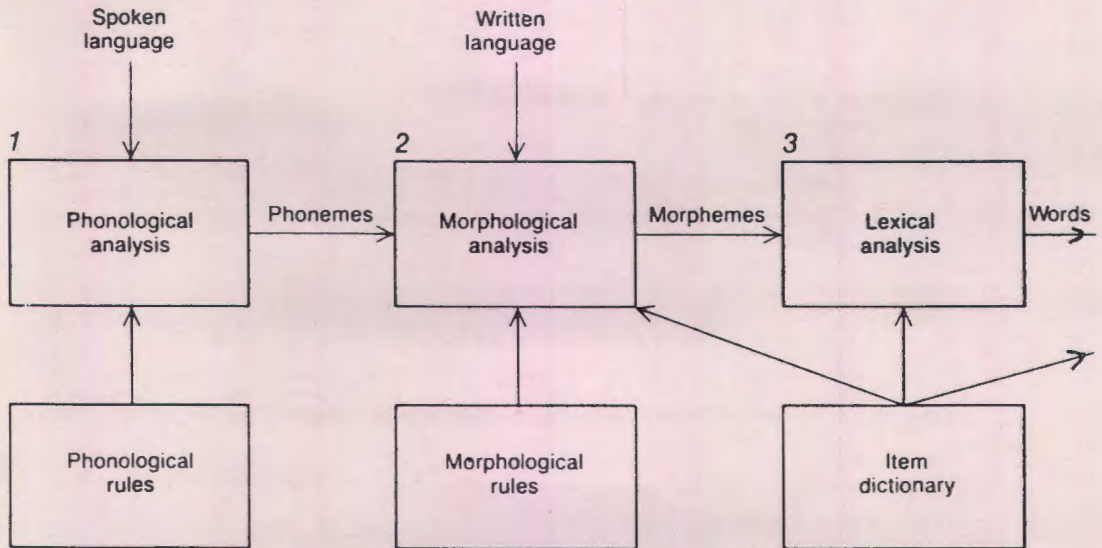 Spoken
language
Written
language
1
2
3
Phonological
analysis
Phonemes
Morphological
analysis
Morphemes
Lexical
analysis
Words
Phonological
rules
Morphological
rules
Item
dictionary